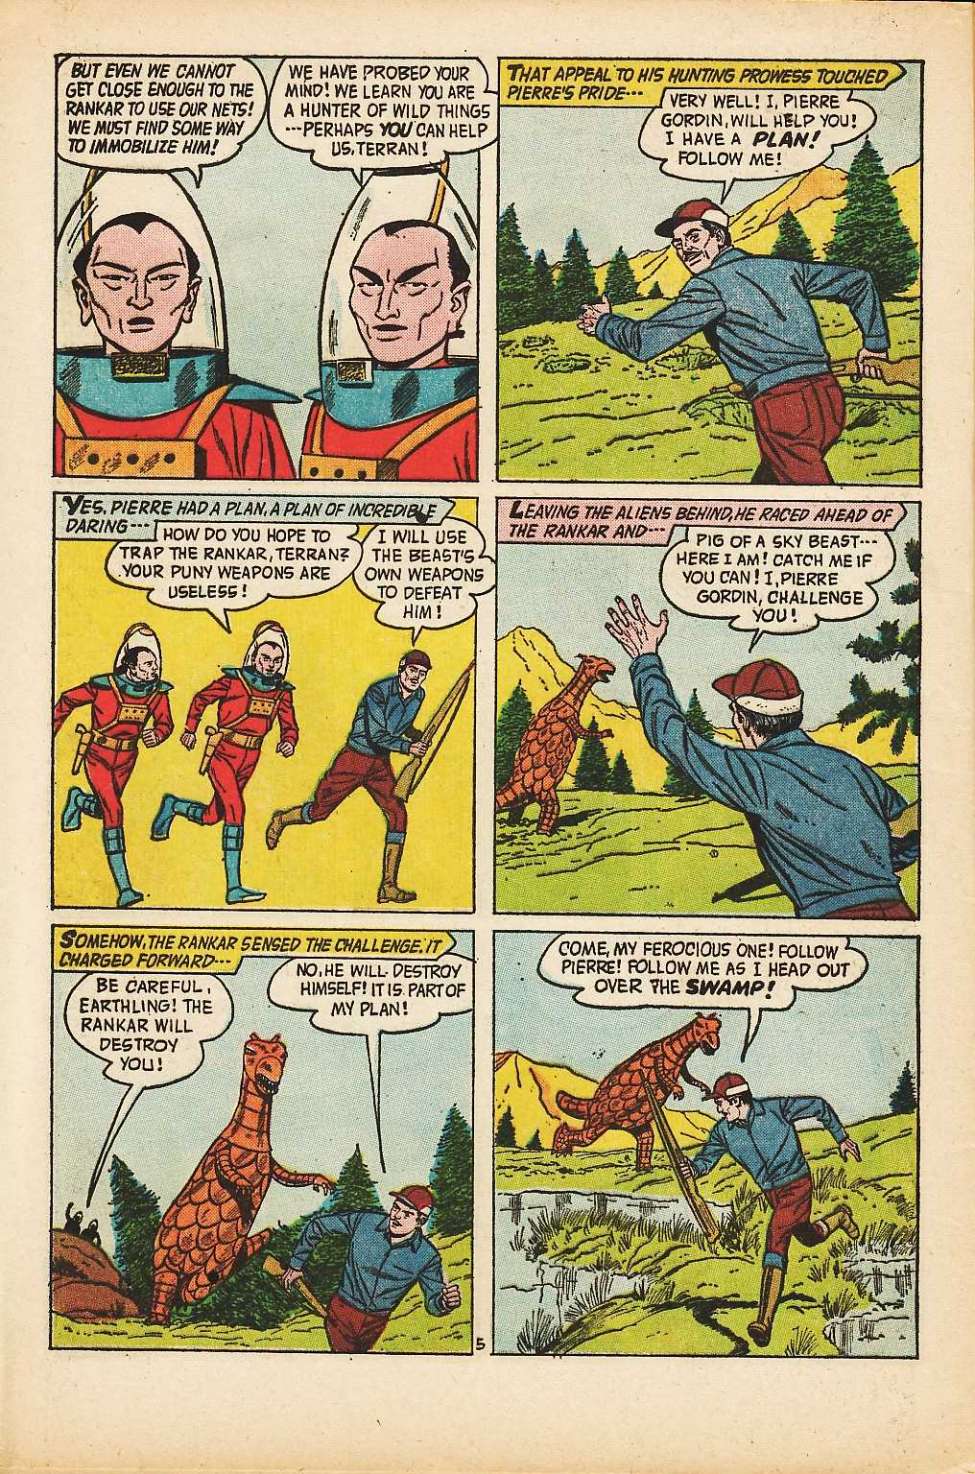 BUT EVEN WE CANNOT
GET CLOSE ENOUGH TO THE
RANKAR TO USE OUR NETS!
WE MUST FIND SOME WAY
TO IMMOBILIZE HIM!
WE HAVE PROBED YOUR
MIND! WE LEARN YOU ARE
A HUNTER OF WILD THINGS
---PERHAPS YOU CAN HELP
US, TERRAN!
THAT APPEAL TO HIS HUNTING PROWESS TOUCHED
PIERRE'S PRIDE---
VERY WELL! I, PIERRE
GORDIN, WILL HELP YOU!
I HAVE A PLAN!
FOLLOW ME!
YES, PIERRE HAD A PLAN, A PLAN OF INCREDIBLE
DARING---
HOW DO YOU HOPE TO
TRAP THE RANKAR, TERRAN?
YOUR PUNY WEAPONS ARE
USELESS!
I WILL USE
THE BEAST'S
OWN WEAPONS
TO DEFEAT
HIM!
LEAVING THE ALIENS BEHIND, HE RACED AHEAD OF
THE RANKAR AND---
PIG OF A SKY BEAST---
HERE I AM! CATCH ME IF
YOU CAN! I, PIERRE
GORDIN, CHALLENGE
YOU!
SOMEHOW, THE RANKAR SENSED THE CHALLENGE. IT
CHARGED FORWARD---
BE CAREFUL,
EARTHLING! THE
RANKAR WILL
DESTROY
YOU!
NO, HE WILL DESTROY
HIMSELF! IT IS PART OF
MY PLAN!
COME, MY FEROCIOUS ONE! FOLLOW
PIERRE! FOLLOW ME AS I HEAD OUT
OVER THE SWAMP!
5